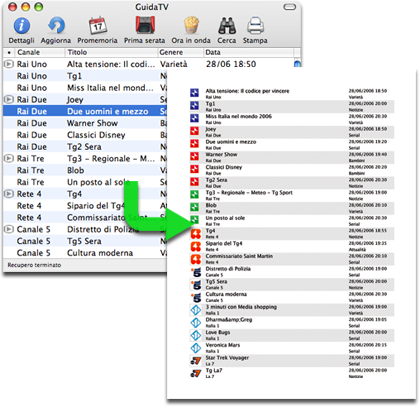 GuidaTV
Dettagli Aggiorna Promemoria Prima serata Ora in onda Cerca Stampa
Canale Titolo Genere Data
Rai Uno Alta tensione: Il codi... Varietà 28/06 18:50
Rai Uno Tg1
Rai Uno Miss Italia nel mond...
Rai Due Joey
Rai Due Due uomini e mezzo
Rai Due Warner Show
Rai Due Classici Disney
Rai Due Tg2 Sera
Rai Tre Tg3 - Regionale - M...
Rai Tre Blob
Rai Tre Un posto al sole
Rete 4 Tg4
Rete 4 Sipario del Tg4
Rete 4 Commissariato Saint
Canale 5 Distretto di Polizia
Canale 5 Tg5 Sera
Canale 5 Cultura moderna
Recupero terminato
Alta tensione: Il codice per vincere 28/06/2006 18:50
Rai Uno Varietà
Tg1 28/06/2006 20:00
Rai Uno Notizie
Miss Italia nel mondo 2006 28/06/2006 20:30
Rai Uno Varietà
Joey 28/06/2006 18:50
Rai Due Serial
Due uomini e mezzo 28/06/2006 19:20
Rai Due Serial
Warner Show 28/06/2006 19:40
Rai Due Bambini
Classici Disney 28/06/2006 20:20
Rai Due Bambini
Tg2 Sera 28/06/2006 20:30
Rai Due Notizie
Tg3 - Regionale - Meteo - Tg Sport 28/06/2006 19:00
Rai Tre Notizie
Blob 28/06/2006 20:10
Rai Tre Varietà
Un posto al sole 28/06/2006 20:30
Rai Tre Serial
Tg4 28/06/2006 18:55
Rete 4 Notizie
Sipario del Tg4 28/06/2006 19:35
Rete 4 Attualità
Commissariato Saint Martin 28/06/2006 20:10
Rete 4 Serial
Distretto di Polizia 28/06/2006 19:00
Canale 5 Serial
Tg5 Sera 28/06/2006 20:00
Canale 5 Notizie
Cultura moderna 28/06/2006 20:30
Canale 5 Varietà
3 minuti con Media shopping 28/06/2006 19:00
Italia 1 Varietà
Dharma&amp;Greg 28/06/2006 19:05
Italia 1 Serial
Love Bugs 28/06/2006 20:00
Italia 1 Serial
Veronica Mars 28/06/2006 20:15
Italia 1 Serial
Star Trek Voyager 28/06/2006 19:00
La 7 Serial
Tg La7 28/06/2006 20:00
La 7 Notizie